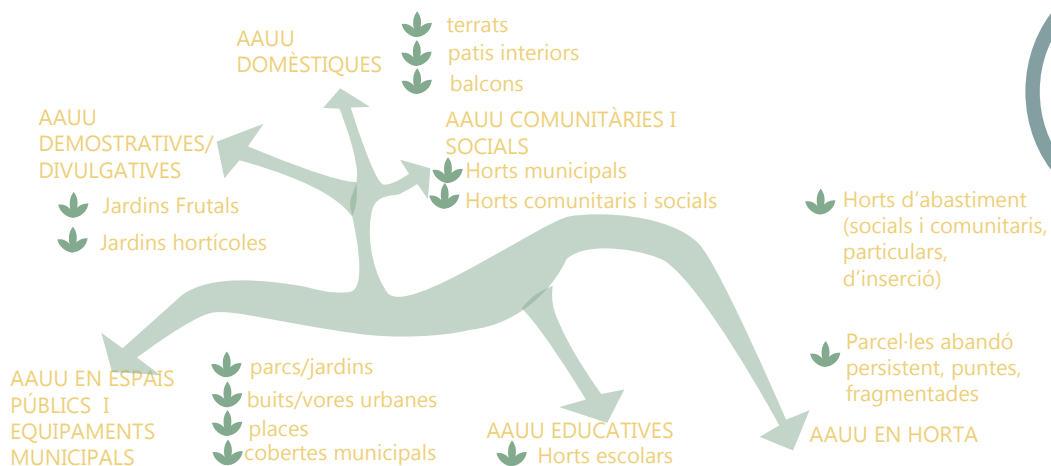 AAUU
DOMÈSTIQUES
terrats
patis interiors
balcons
AAUU
DEMOSTRATIVES/
DIVULGATIVES
Jardins Frutals
Jardins hortícoles
AAUU COMUNITÀRIES I
SOCIALS
Horts municipals
Horts comunitaris i socials
Horts d'abastiment
(socials i comunitaris,
particulars,
d'inserció)
Parcel·les abandó
persistent, puntes,
fragmentades
AAUU EN HORTA
AAUU EN ESPAIS
PÚBLICS I
EQUIPAMENTS
MUNICIPALS
parcs/jardins
buits/vores urbanes
places
cobertes municipals
AAUU EDUCATIVES
Horts escolars